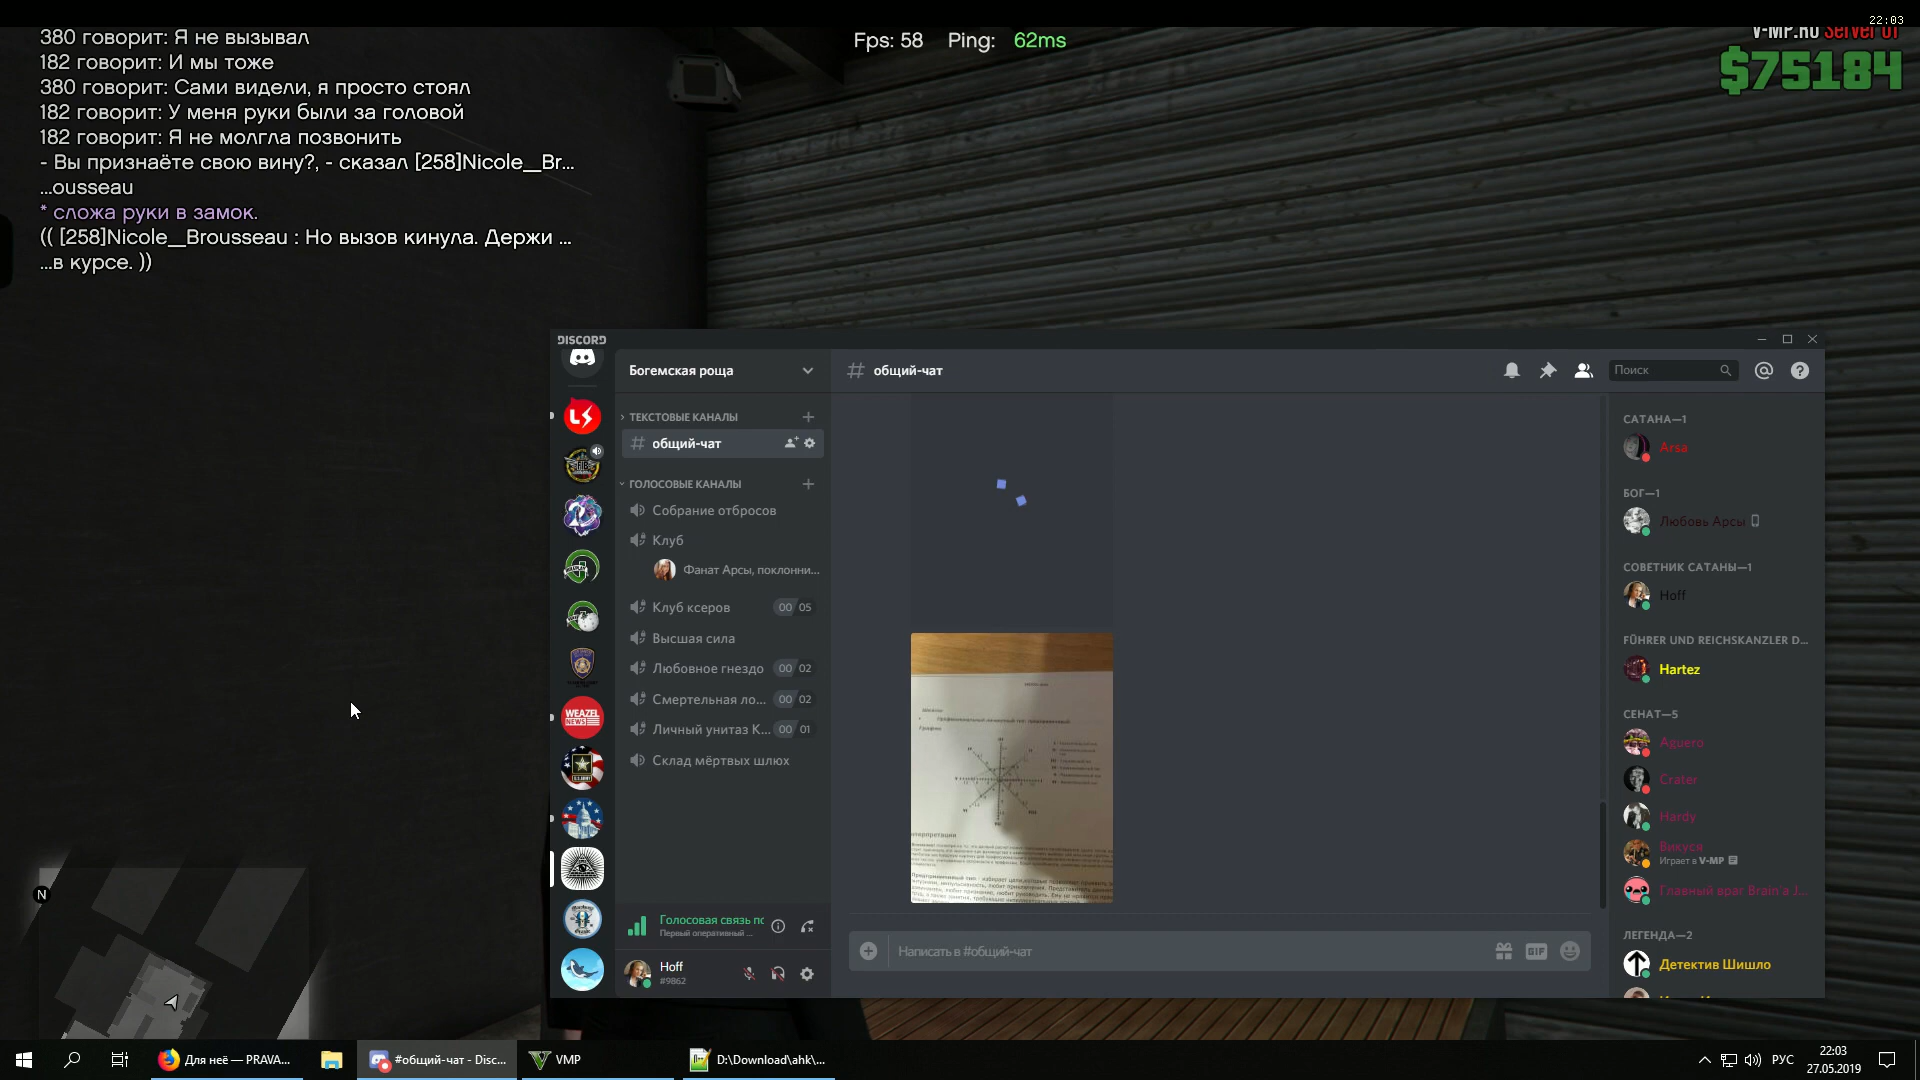 22:03
380 говорит: Я не вызывал
182 говорит: И мы тоже
380 говорит: Сами видели, я просто стоял
182 говорит: У меня руки были за головой
182 говорит: Я не молгла позвонить
- Вы признаёте свою вину?, - сказал [258]Nicole__Br...
...ousseau
* сложа руки в замок.
(( [258]Nicole__Brousseau : Но вызов кинула. Держи ...
...в курсе. ))
Fps: 58 Ping: 62ms
V-MP.RU Server 01
$75184
DISCORD
Богемская роща
ТЕКСТОВЫЕ КАНАЛЫ
общий-чат
ГОЛОСОВЫЕ КАНАЛЫ
Собрание отбросов
Клуб
Фанат Арсы, поклонни...
Клуб ксеров 00 05
Высшая сила
Любовное гнездо 00 02
Смертельная ло... 00 02
Личный унитаз К... 00 01
Склад мёртвых шлюх
WEAZEL
NEWS
Голосовая связь пс
Первый оперативный ...
Hoff
#9862
# общий-чат
Поиск
Написать в #общий-чат
GIF
САТАНА—1
Arsa
БОГ—1
Любовь Арсы
СОВЕТНИК САТАНЫ—1
Hoff
FÜHRER UND REICHSKANZLER D...
Hartez
СЕНАТ—5
Aguero
Crater
Hardy
Викуся
Играет в V-MP
Главный враг Brain'a J...
ЛЕГЕНДА—2
Детектив Шишло
N
Для неё — PRAVA...
#общий-чат - Disc...
VMP
D:\Download\ahk\...
РУС
22:03
27.05.2019